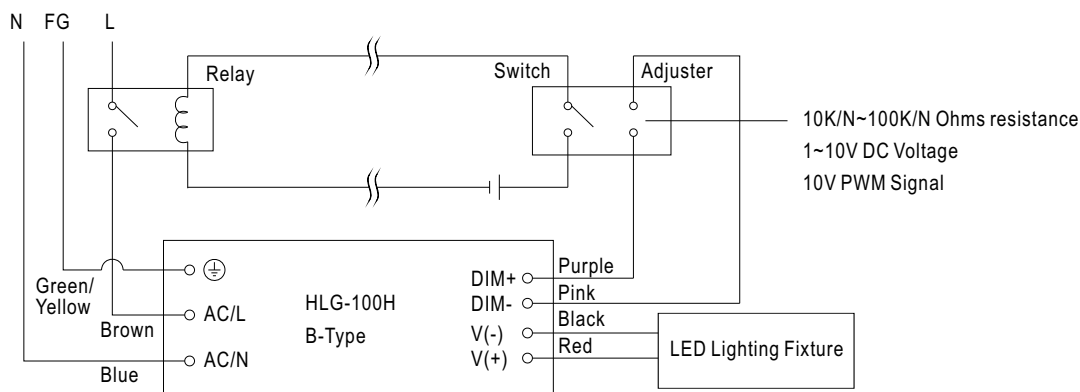 N FG L
Relay
Switch
Adjuster
10K/N~100K/N Ohms resistance
1~10V DC Voltage
10V PWM Signal
Green/
Yellow
Brown
Blue
AC/L
AC/N
HLG-100H
B-Type
DIM+
DIM-
V(-)
V(+)
Purple
Pink
Black
Red
LED Lighting Fixture